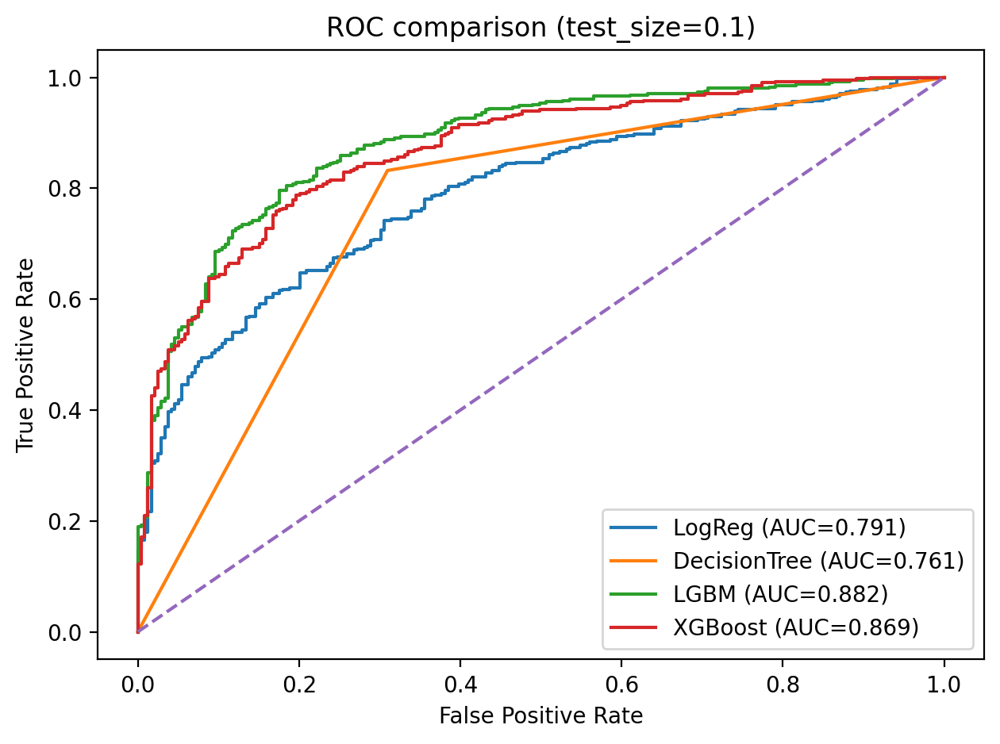 ROC comparison (test_size=0.1)
True Positive Rate
1.0
0.8
0.6
0.4
0.2
0.0
LogReg (AUC=0.791)
DecisionTree (AUC=0.761)
LGBM (AUC=0.882)
XGBoost (AUC=0.869)
0.0 0.2 0.4 0.6 0.8 1.0
False Positive Rate